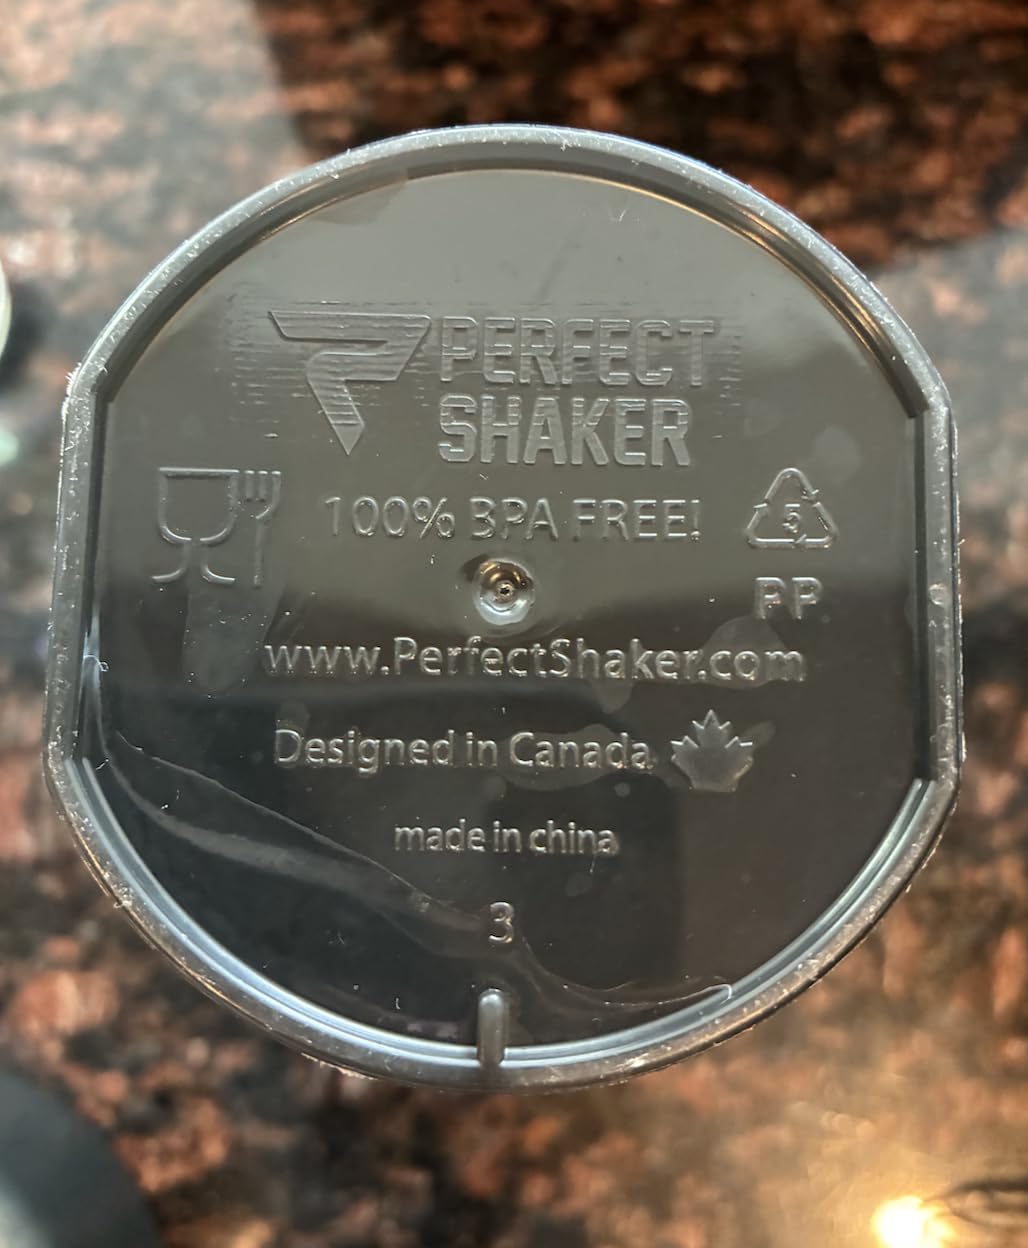 PERFECT
SHAKER
100% BPA FREE!
5
PP
www.PerfectShaker.com
Designed in Canada
made in china
3